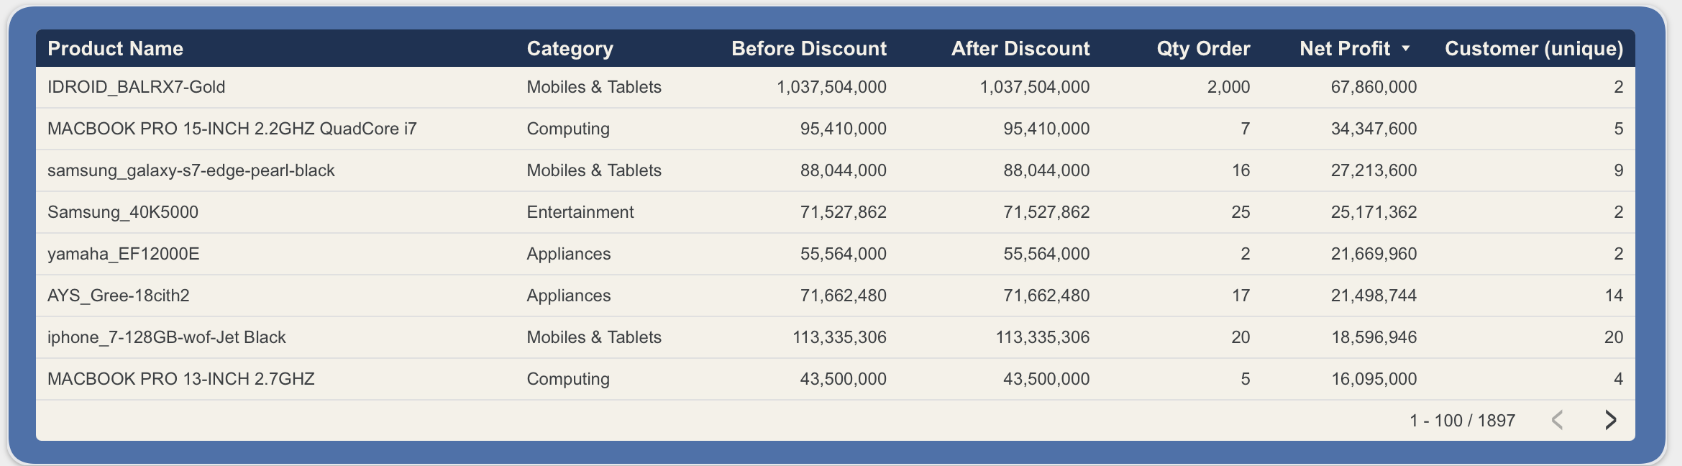 Product Name Category Before Discount After Discount Qty Order Net Profit Customer (unique)
IDROID_BALRX7-Gold Mobiles & Tablets 1,037,504,000 1,037,504,000 2,000 67,860,000 2
MACBOOK PRO 15-INCH 2.2GHZ QuadCore i7 Computing 95,410,000 95,410,000 7 34,347,600 5
samsung_galaxy-s7-edge-pearl-black Mobiles & Tablets 88,044,000 88,044,000 16 27,213,600 9
Samsung_40K5000 Entertainment 71,527,862 71,527,862 25 25,171,362 2
yamaha_EF12000E Appliances 55,564,000 55,564,000 2 21,669,960 2
AYS_Gree-18cith2 Appliances 71,662,480 71,662,480 17 21,498,744 14
iphone_7-128GB-wof-Jet Black Mobiles & Tablets 113,335,306 113,335,306 20 18,596,946 20
MACBOOK PRO 13-INCH 2.7GHZ Computing 43,500,000 43,500,000 5 16,095,000 4
1 - 100 / 1897